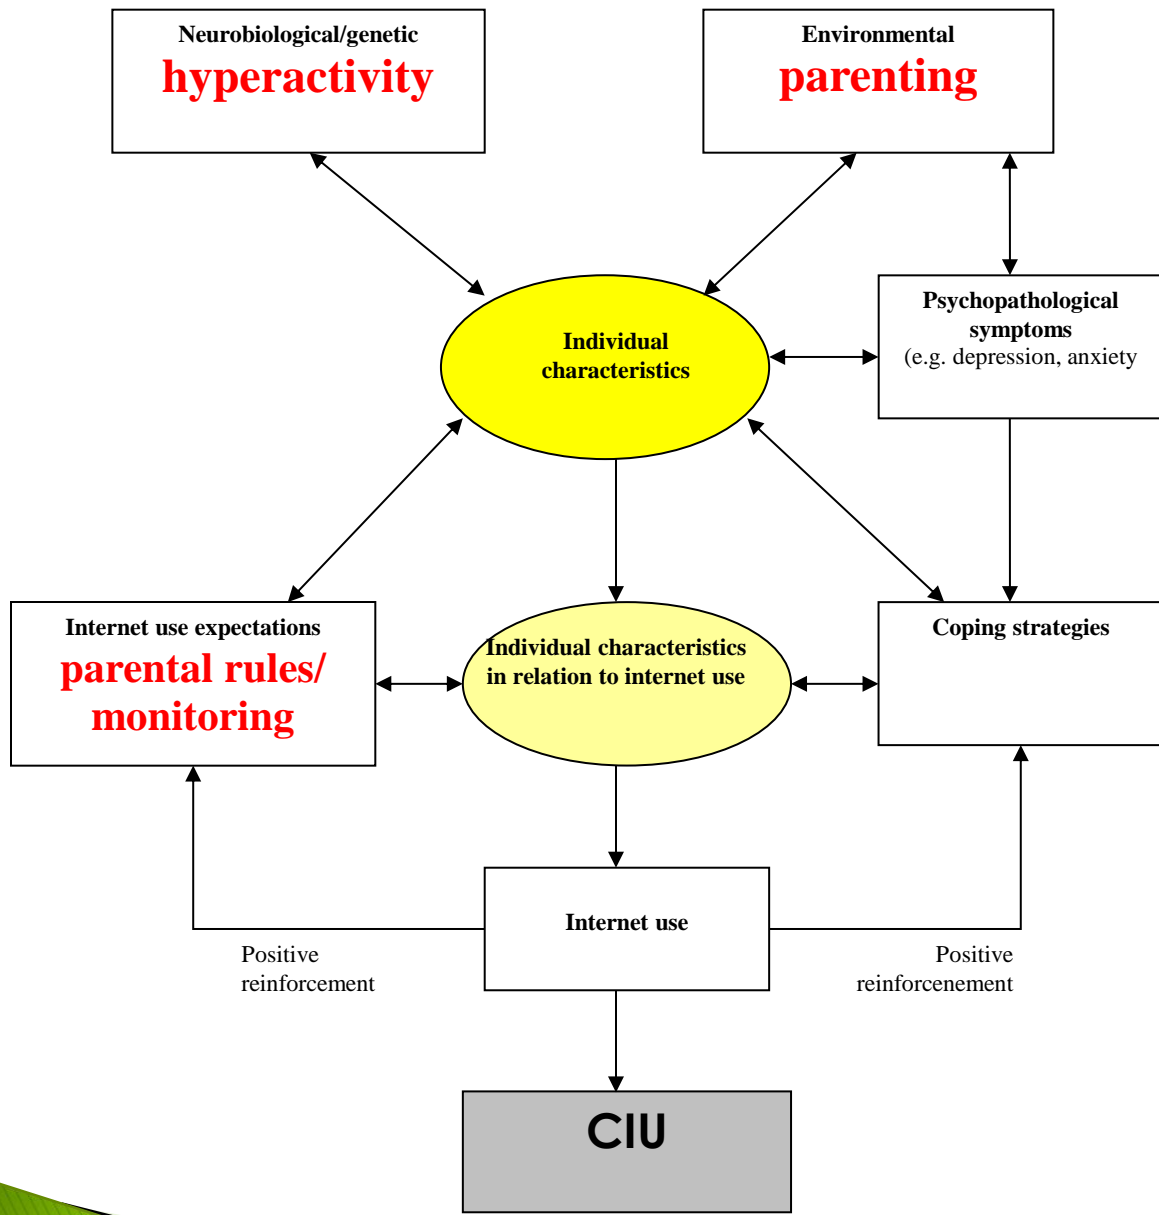 Neurobiological/genetic
hyperactivity
Environmental
parenting
Psychopathological
symptoms
(e.g. depression, anxiety
Individual
characteristics
Internet use expectations
parental rules/
monitoring
Individual characteristics
in relation to internet use
Coping strategies
Internet use
Positive
reinforcement
Positive
reinforcenement
CIU